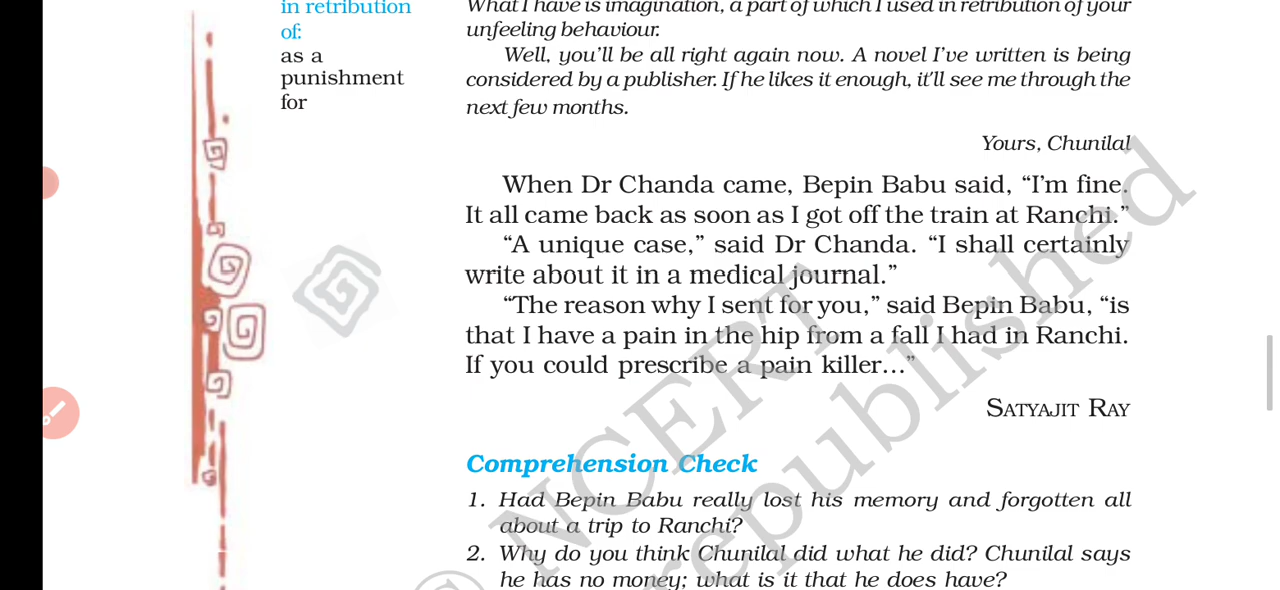 in retribution
of:
as a
punishment
for
What I have is imagination, a part of which I used in retribution of your
unfeeling behaviour.
Well, you’ll be all right again now. A novel I’ve written is being
considered by a publisher. If he likes it enough, it’ll see me through the
next few months.
Yours, Chunilal
When Dr Chanda came, Bepin Babu said, “I’m fine.
It all came back as soon as I got off the train at Ranchi.”
“A unique case,” said Dr Chanda. “I shall certainly
write about it in a medical journal.”
“The reason why I sent for you,” said Bepin Babu, “is
that I have a pain in the hip from a fall I had in Ranchi.
If you could prescribe a pain killer…”
SATYAJIT RAY
Comprehension Check
1. Had Bepin Babu really lost his memory and forgotten all
about a trip to Ranchi?
2. Why do you think Chunilal did what he did? Chunilal says
he has no money; what is it that he does have?
© NCERT
republished